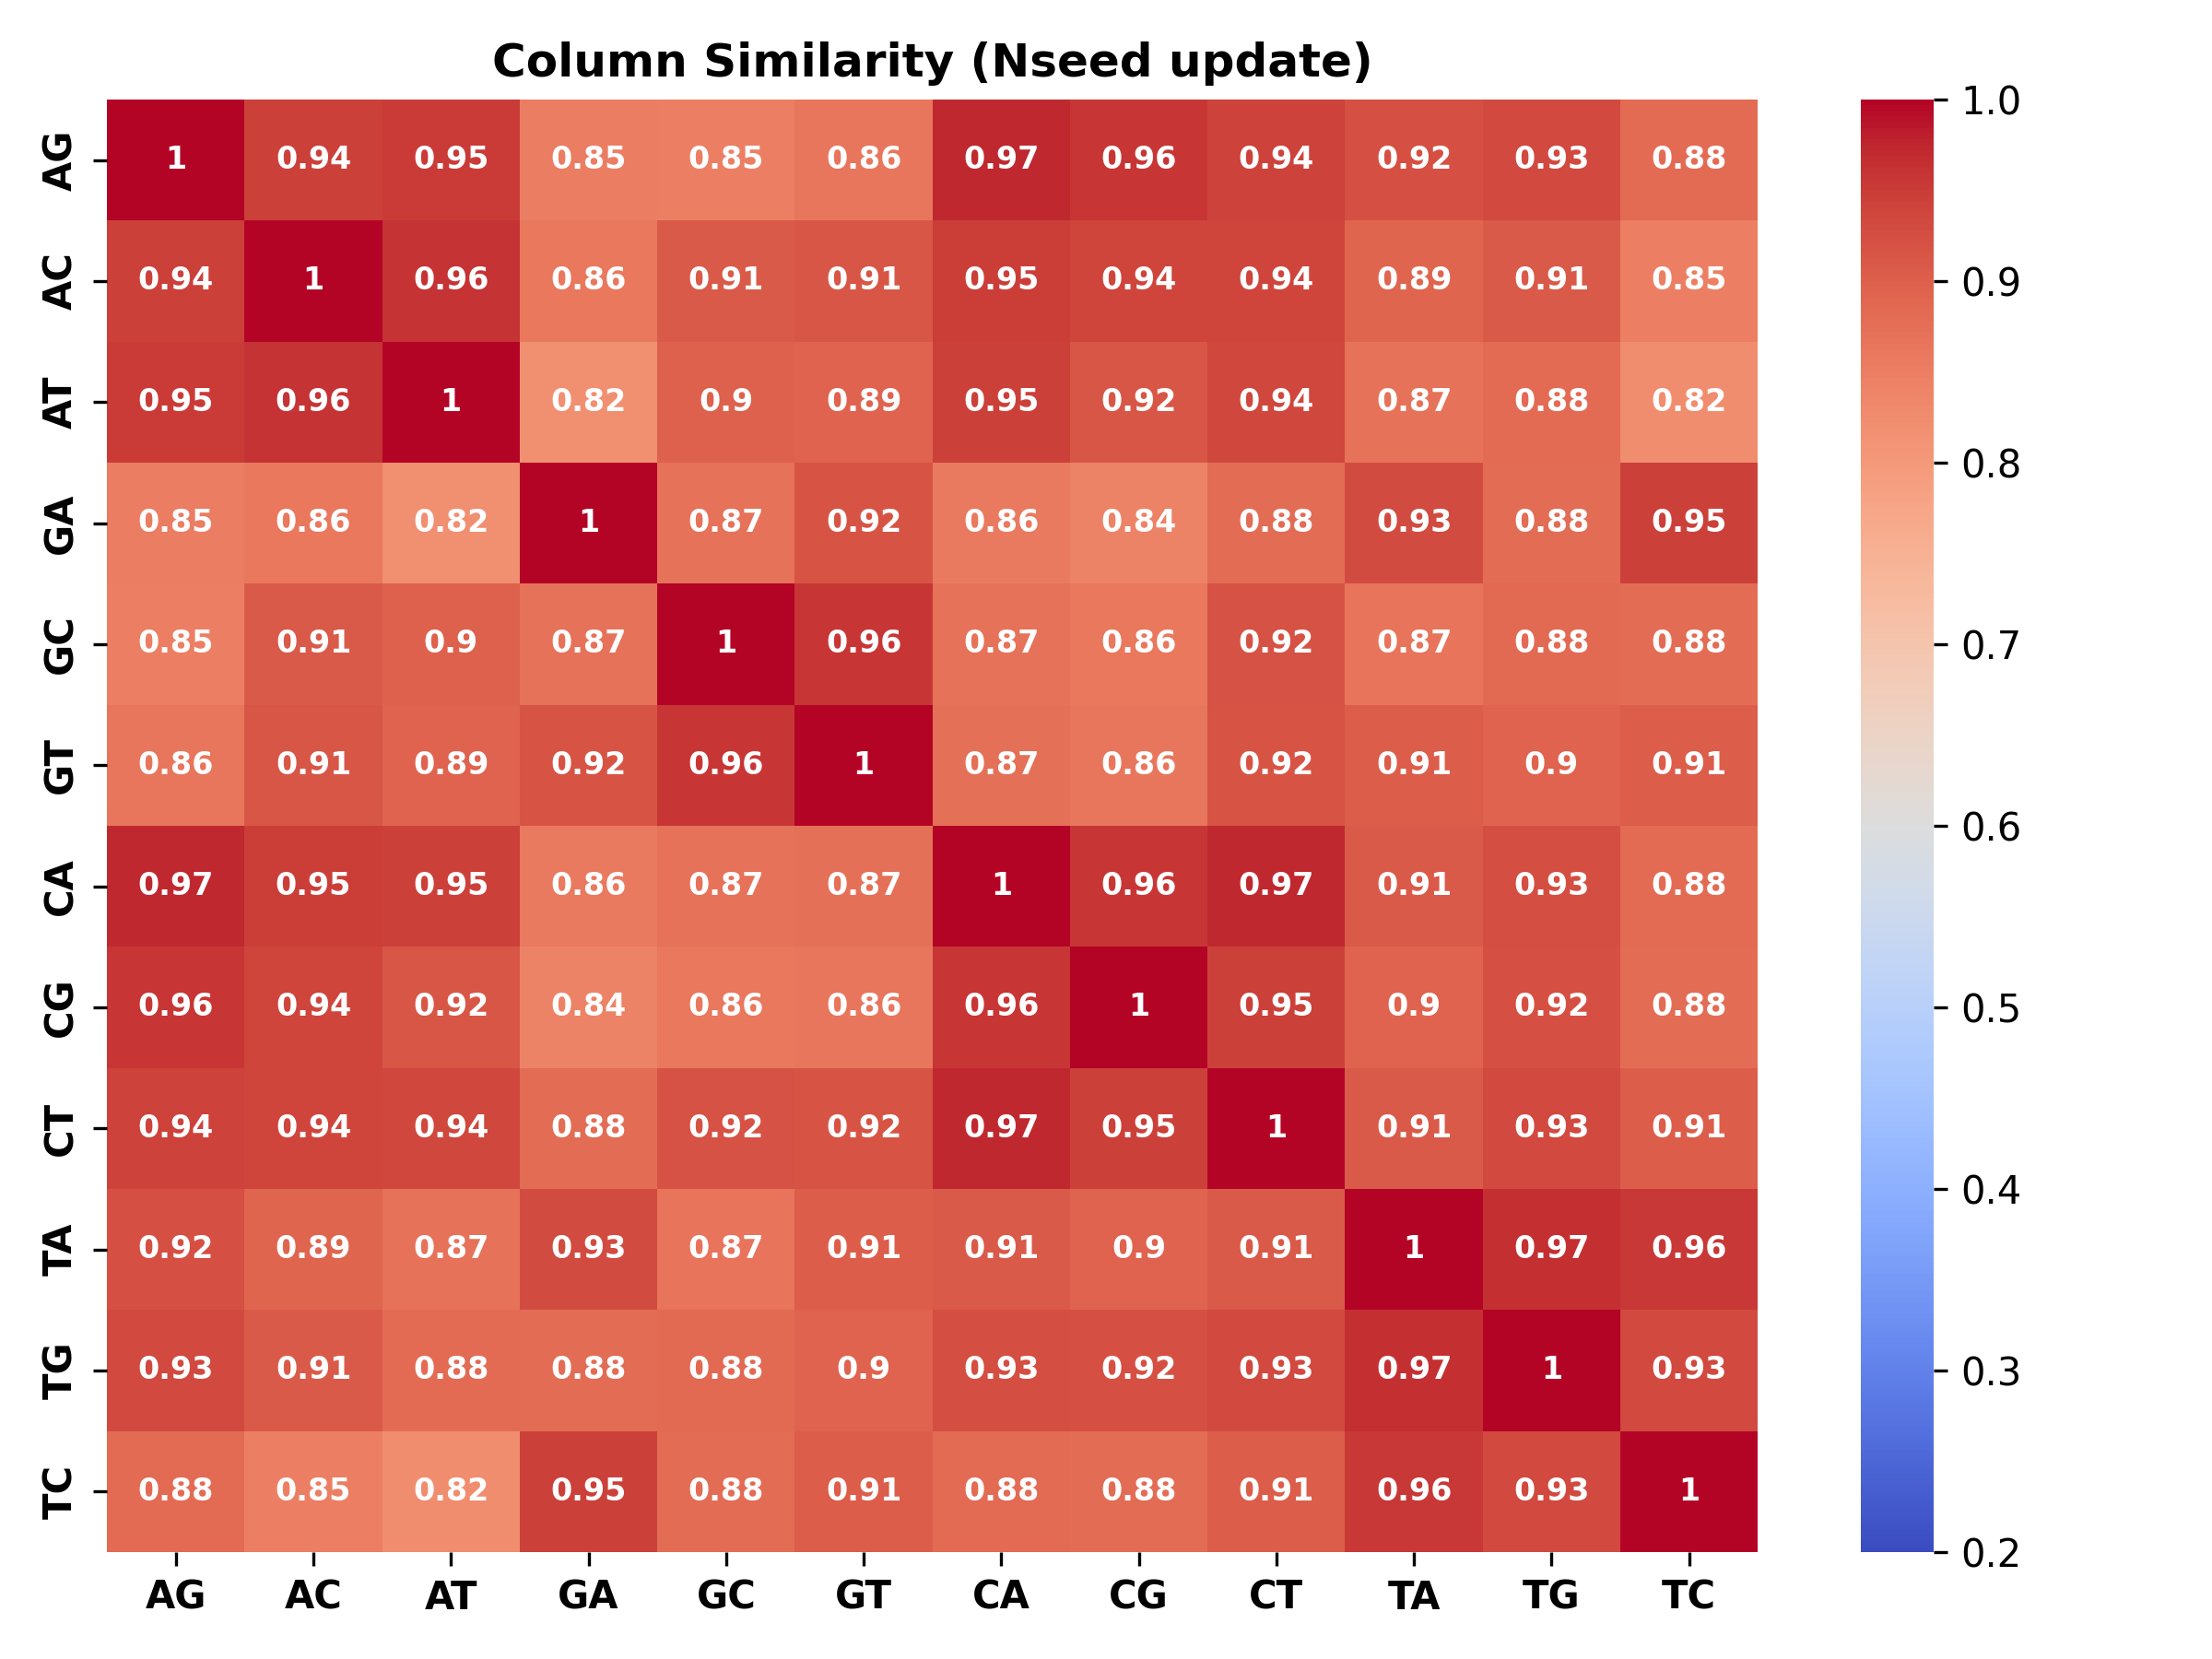 Column Similarity (Nseed update)
AG 1 0.94 0.95 0.85 0.85 0.86 0.97 0.96 0.94 0.92 0.93 0.88
AC 0.94 1 0.96 0.86 0.91 0.91 0.95 0.94 0.94 0.89 0.91 0.85
AT 0.95 0.96 1 0.82 0.9 0.89 0.95 0.92 0.94 0.87 0.88 0.82
GA 0.85 0.86 0.82 1 0.87 0.92 0.86 0.84 0.88 0.93 0.88 0.95
GC 0.85 0.91 0.9 0.87 1 0.96 0.87 0.86 0.92 0.87 0.88 0.88
GT 0.86 0.91 0.89 0.92 0.96 1 0.87 0.86 0.92 0.91 0.9 0.91
CA 0.97 0.95 0.95 0.86 0.87 0.87 1 0.96 0.97 0.91 0.93 0.88
CG 0.96 0.94 0.92 0.84 0.86 0.86 0.96 1 0.95 0.9 0.92 0.88
CT 0.94 0.94 0.94 0.88 0.92 0.92 0.97 0.95 1 0.91 0.93 0.91
TA 0.92 0.89 0.87 0.93 0.87 0.91 0.91 0.9 0.91 1 0.97 0.96
TG 0.93 0.91 0.88 0.88 0.88 0.9 0.93 0.92 0.93 0.97 1 0.93
TC 0.88 0.85 0.82 0.95 0.88 0.91 0.88 0.88 0.91 0.96 0.93 1
AG AC AT GA GC GT CA CG CT TA TG TC
1.0
0.9
0.8
0.7
0.6
0.5
0.4
0.3
0.2